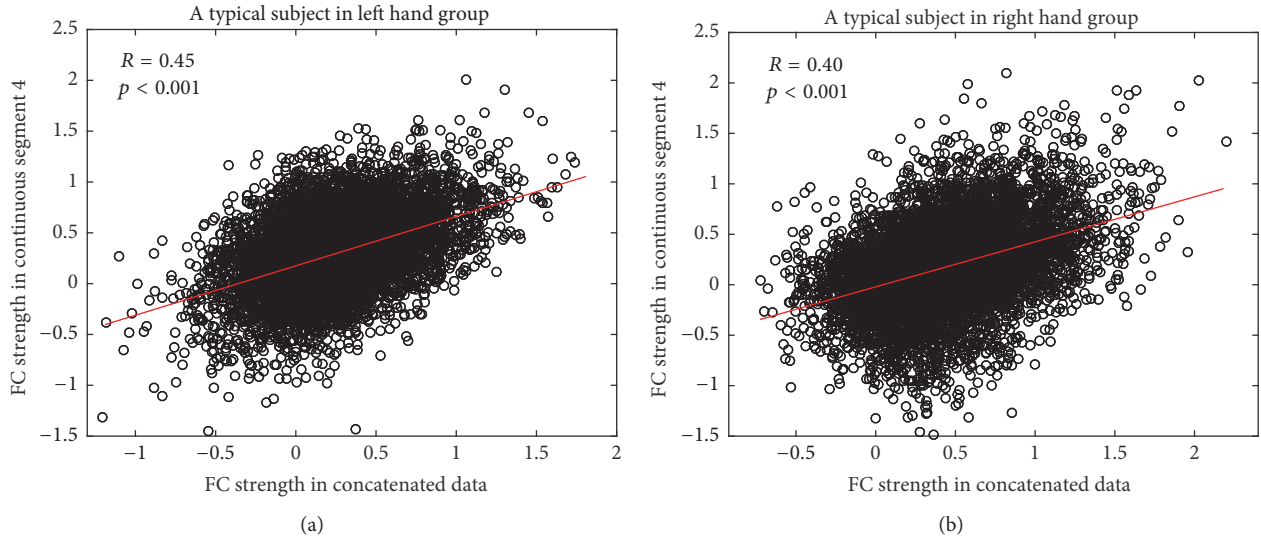 A typical subject in left hand group
R = 0.45
p < 0.001
2.5
2
1.5
1
0.5
0
−0.5
−1
−1.5
FC strength in continuous segment 4
−1 −0.5 0 0.5 1 1.5 2
FC strength in concatenated data
(a)
A typical subject in right hand group
R = 0.40
p < 0.001
2.5
2
1.5
1
0.5
0
−0.5
−1
−1.5
FC strength in continuous segment 4
−0.5 0 0.5 1 1.5 2
FC strength in concatenated data
(b)